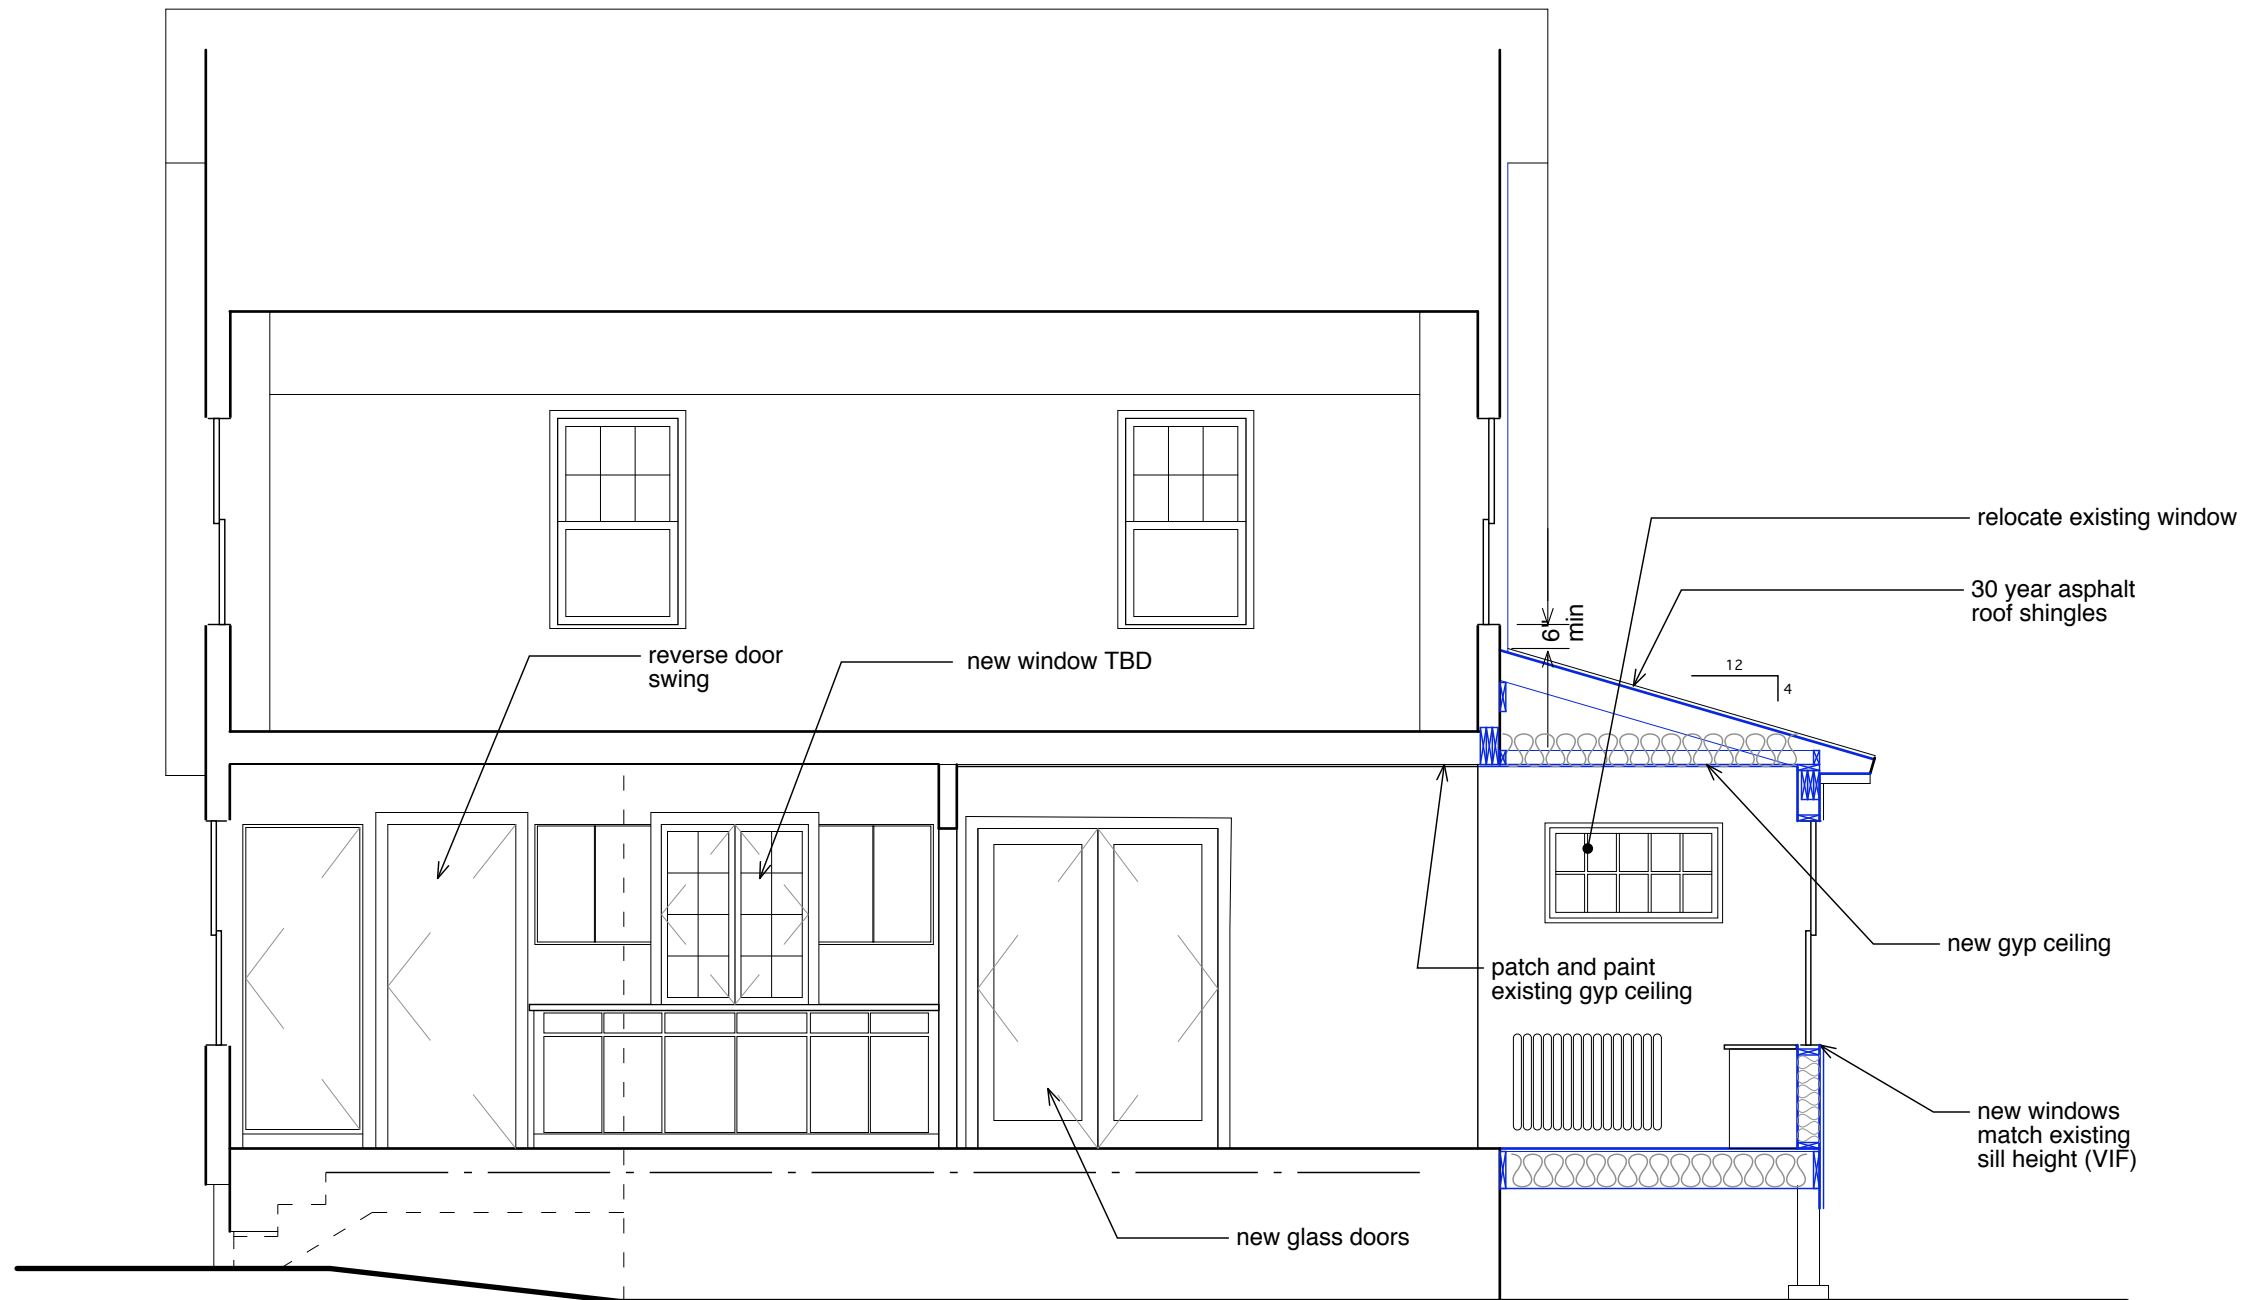 relocate existing window
30 year asphalt
roof shingles
6"
min
reverse door
swing
new window TBD
12
4
new gyp ceiling
patch and paint
existing gyp ceiling
new windows
match existing
sill height (VIF)
new glass doors